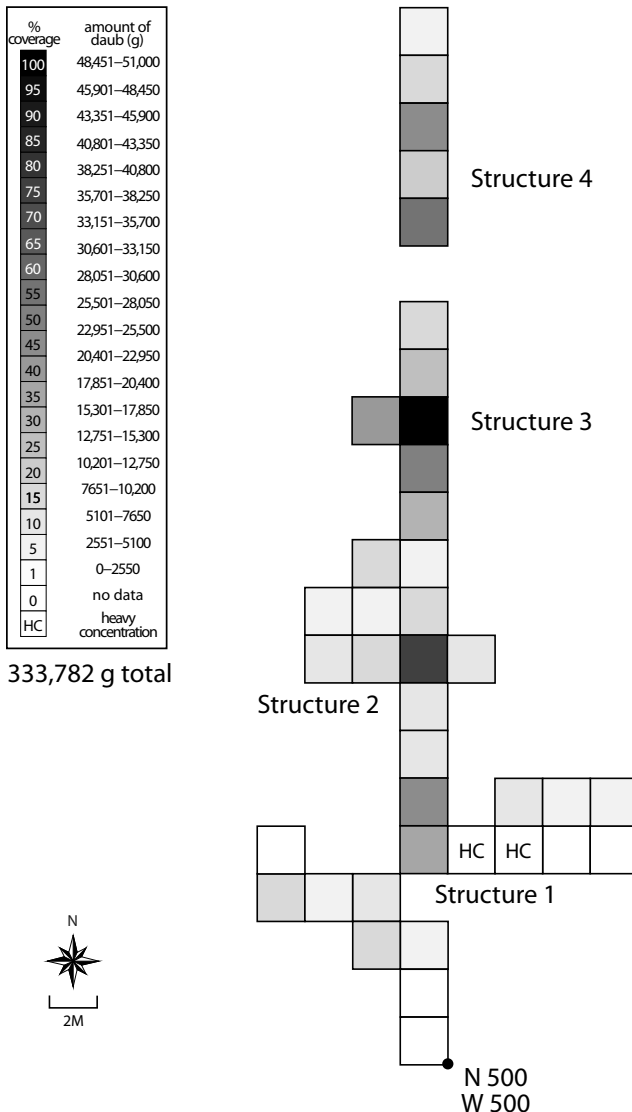 % coverage amount of daub (g)
100 48,451–51,000
95 45,901–48,450
90 43,351–45,900
85 40,801–43,350
80 38,251–40,800
75 35,701–38,250
70 33,151–35,700
65 30,601–33,150
60 28,051–30,600
55 25,501–28,050
50 22,951–25,500
45 20,401–22,950
40 17,851–20,400
35 15,301–17,850
30 12,751–15,300
25 10,201–12,750
20 7651–10,200
15 5101–7650
10 2551–5100
5 0–2550
1 no data
0 heavy
HC concentration
333,782 g total
Structure 4
Structure 3
Structure 2
HC HC
Structure 1
N
2M
N 500
W 500